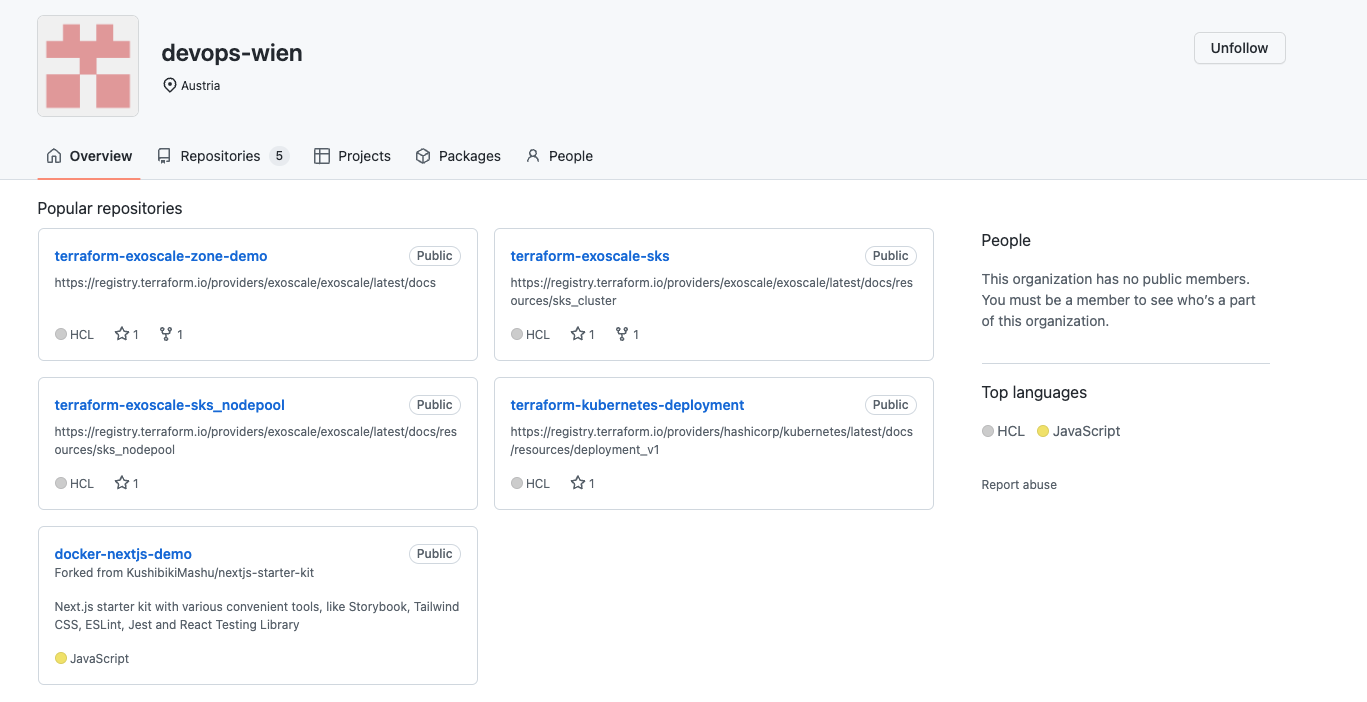 devops-wien
Unfollow
Austria
Overview
Repositories 5
Projects
Packages
People
Popular repositories
terraform-exoscale-zone-demo
Public
https://registry.terraform.io/providers/exoscale/exoscale/latest/docs
HCL 1 1
terraform-exoscale-sks
Public
https://registry.terraform.io/providers/exoscale/exoscale/latest/docs/res
ources/sks_cluster
HCL 1 1
terraform-exoscale-sks_nodepool
Public
https://registry.terraform.io/providers/exoscale/exoscale/latest/docs/res
ources/sks_nodepool
HCL 1
terraform-kubernetes-deployment
Public
https://registry.terraform.io/providers/hashicorp/kubernetes/latest/docs
/resources/deployment_v1
HCL 1
docker-nextjs-demo
Public
Forked from KushibikiMashu/nextjs-starter-kit
Next.js starter kit with various convenient tools, like Storybook, Tailwind
CSS, ESLint, Jest and React Testing Library
JavaScript
People
This organization has no public members.
You must be a member to see who's a part
of this organization.
Top languages
HCL JavaScript
Report abuse